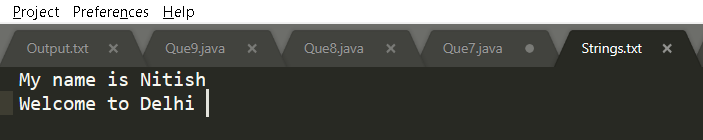 Project Preferences Help
Output.txt Que9.java Que8.java Que7.java Strings.txt
My name is Nitish
Welcome to Delhi